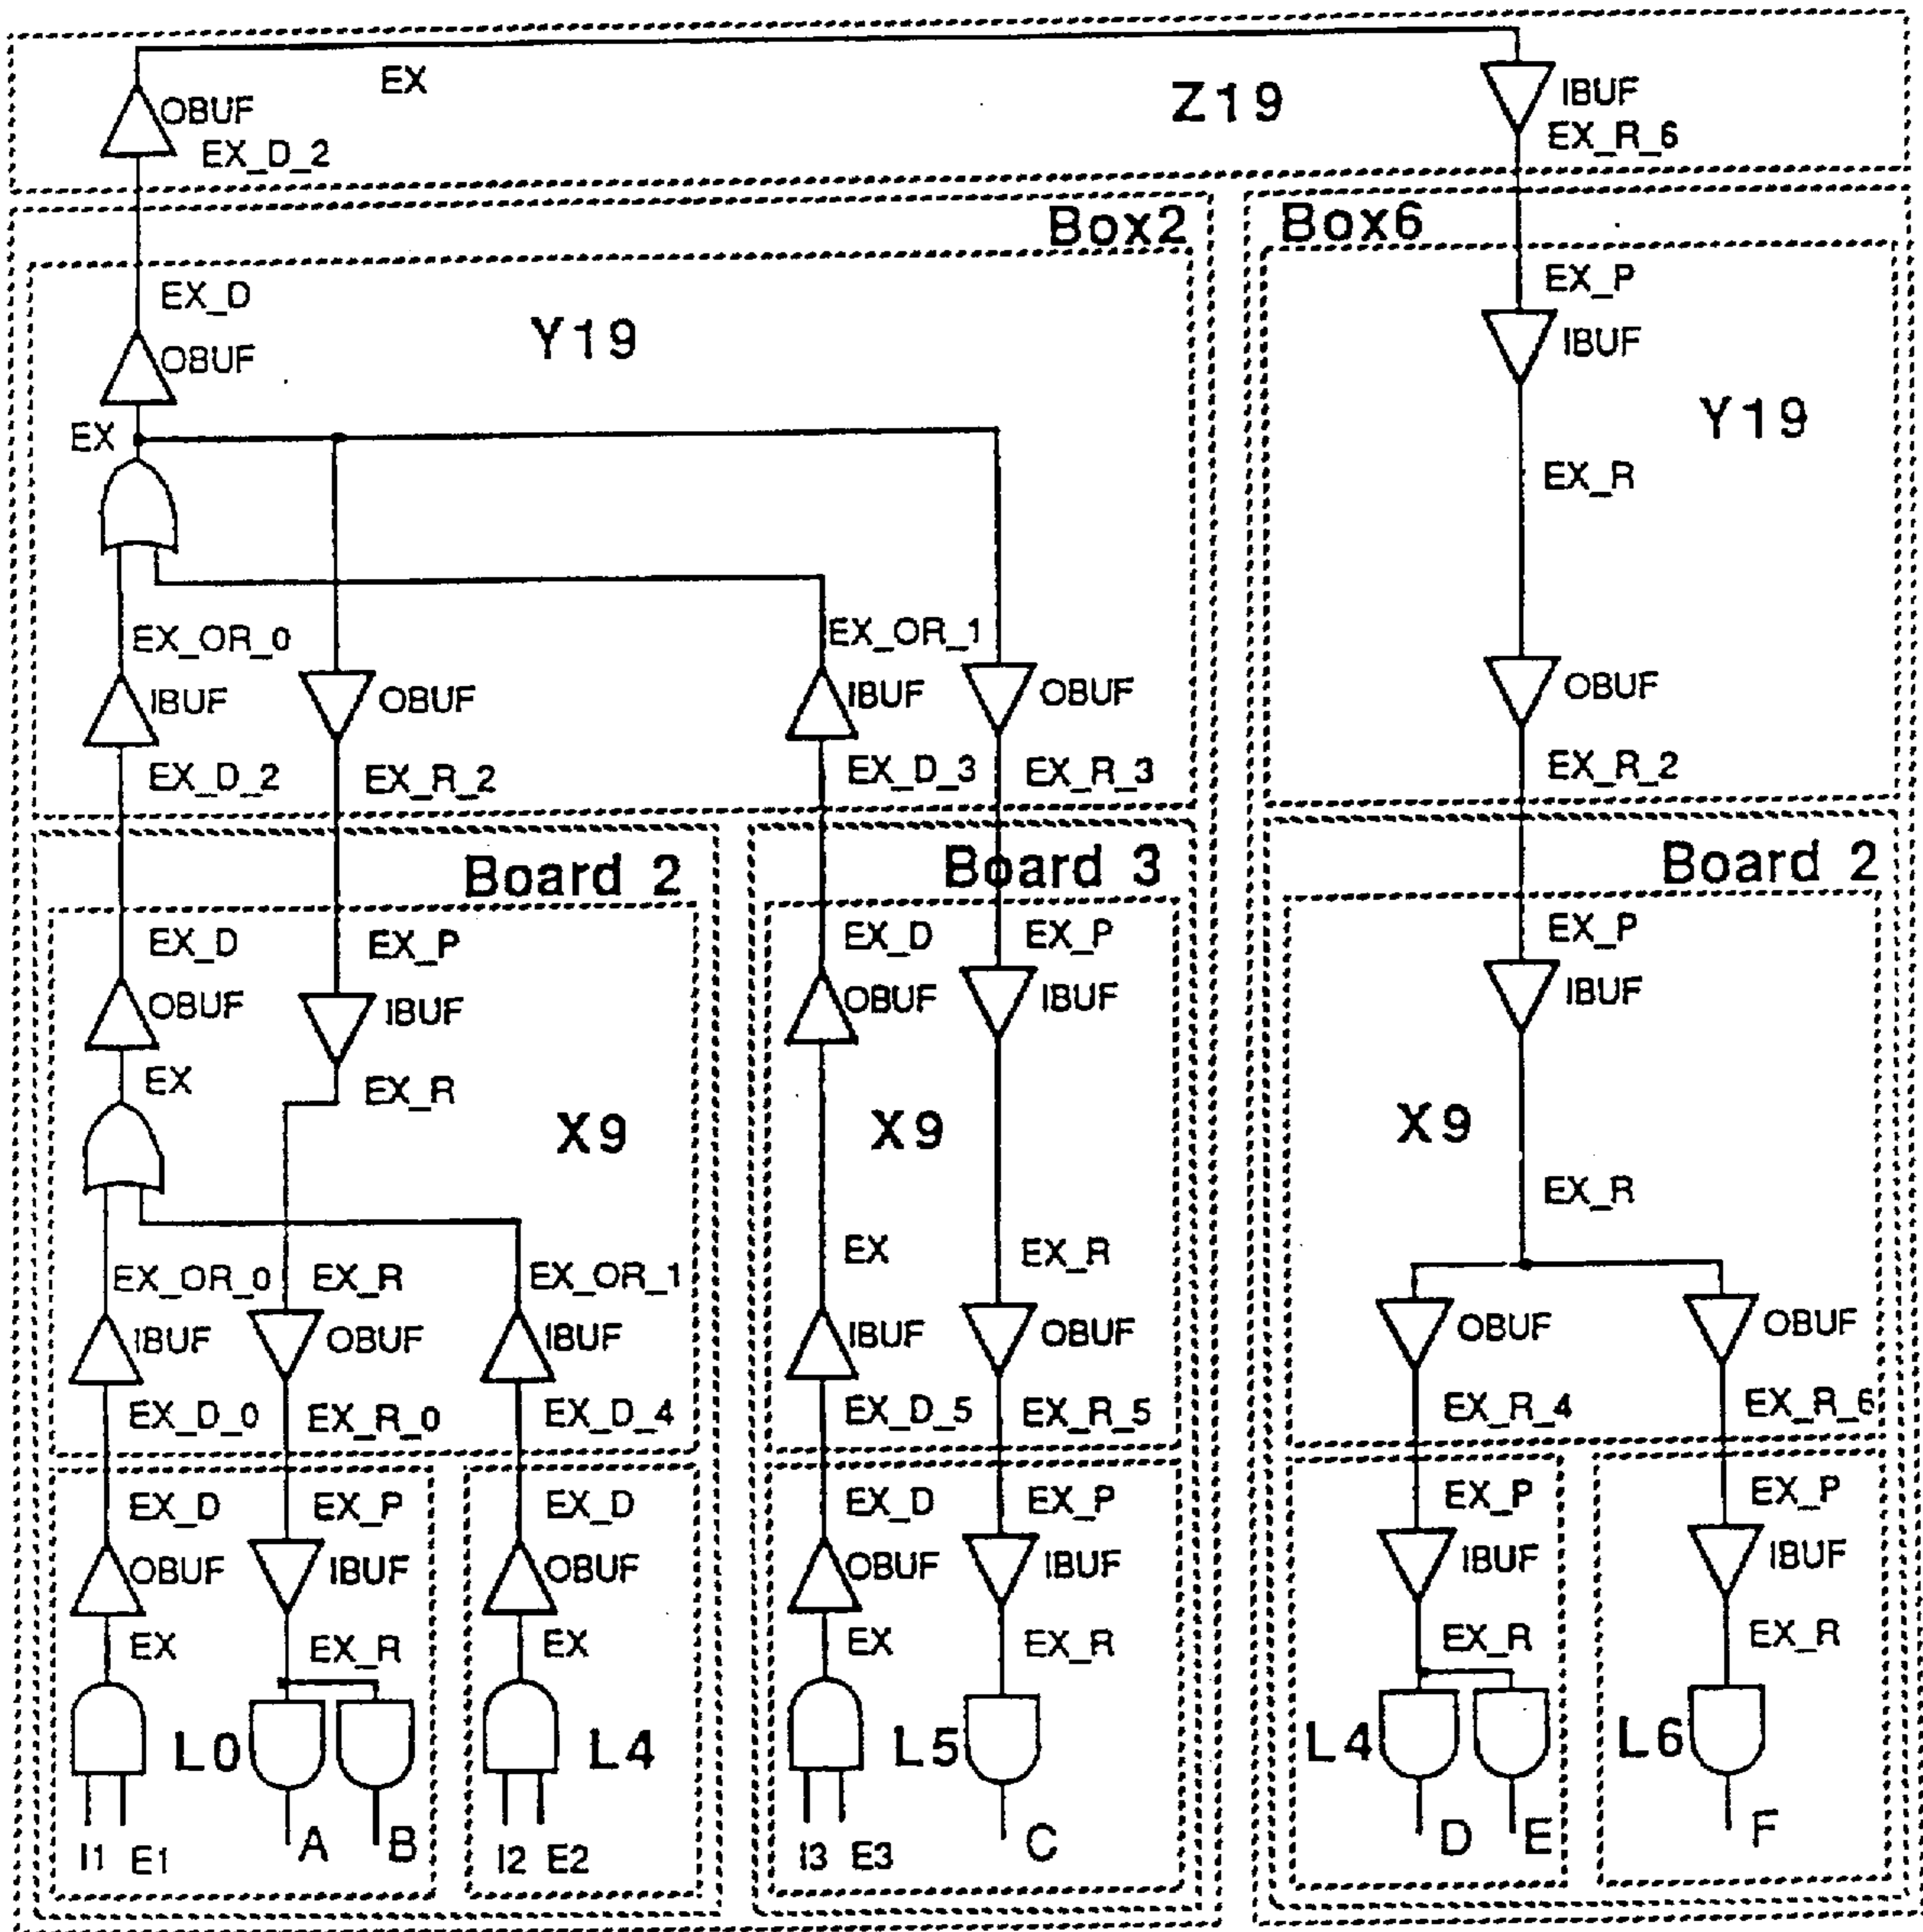 EX
OBUF
EX_D_2
Z19
IBUF
EX_R_6
Box2
Box6
EX_D
OBUF
Y19
EX
EX_P
IBUF
Y19
EX_R
EX_OR_0
IBUF
OBUF
EX_D_2
EX_R_2
EX_OR_1
IBUF
OBUF
EX_D_3
EX_R_3
OBUF
EX_R_2
Board 2
Board 3
Board 2
EX_D
EX_P
OBUF
IBUF
EX
EX_R
X9
EX_D
EX_P
OBUF
IBUF
X9
EX_P
IBUF
X9
EX_R
EX_OR_0
EX_R
EX_OR_1
IBUF
OBUF
IBUF
EX_D_0
EX_R_0
EX_D_4
EX
EX_R
IBUF
OBUF
EX_D_5
EX_R_5
OBUF
OBUF
EX_R_4
EX_R_6
EX_D
EX_P
EX_D
OBUF
IBUF
OBUF
EX
EX_R
EX
L0
L4
I1 E1
A
B
I2 E2
EX_D
EX_P
OBUF
IBUF
EX
EX_R
L5
I3 E3
C
EX_P
EX_P
IBUF
IBUF
EX_R
EX_R
L4
L6
D
E
F